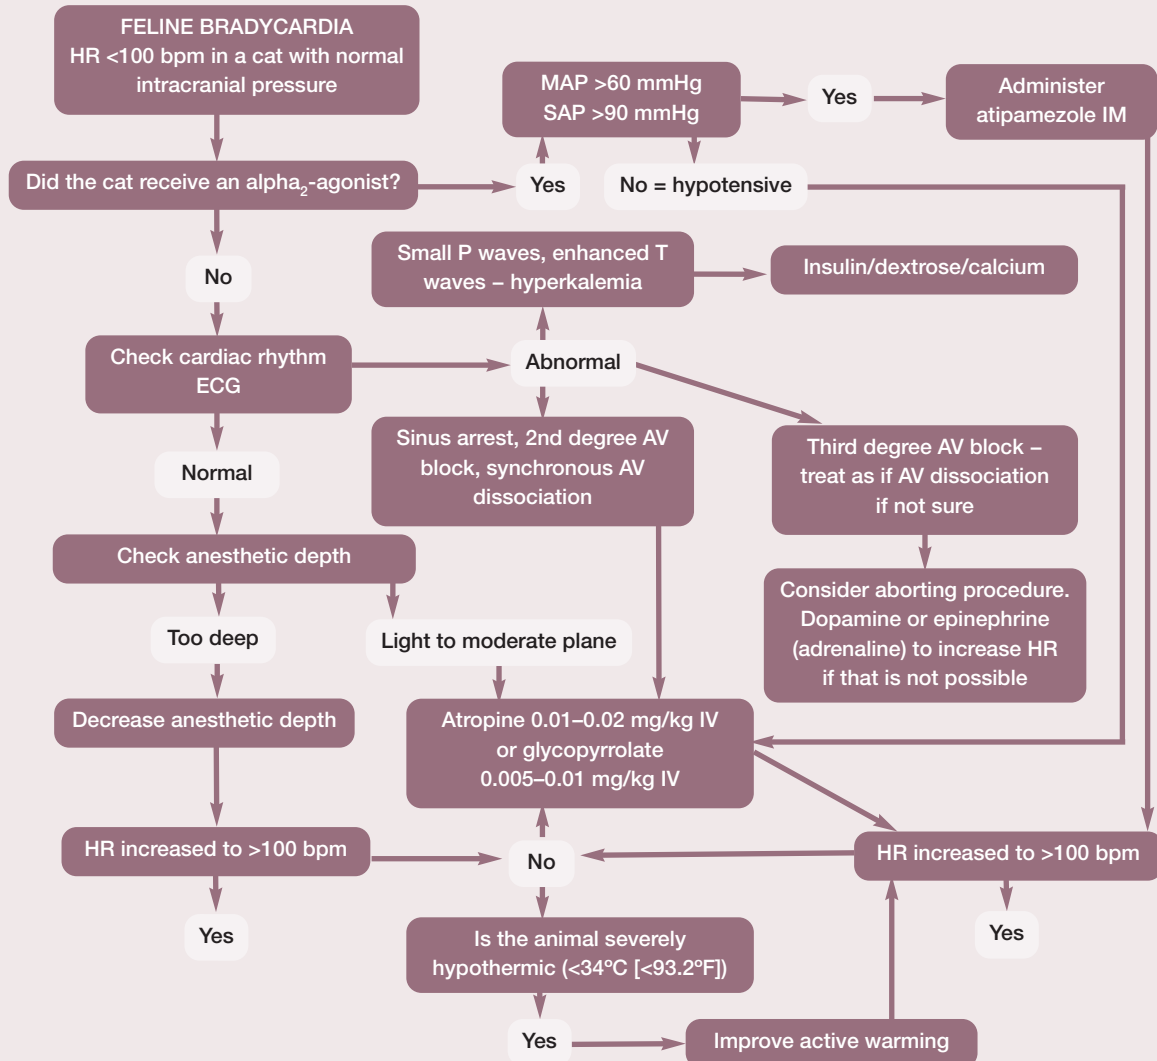 FELINE BRADYCARDIA
HR <100 bpm in a cat with normal
intracranial pressure
MAP >60 mmHg
SAP >90 mmHg
Yes
Administer
atipamezole IM
Did the cat receive an alpha₂-agonist?
Yes
No = hypotensive
No
Small P waves, enhanced T
waves – hyperkalemia
Insulin/dextrose/calcium
Check cardiac rhythm
ECG
Abnormal
Normal
Sinus arrest, 2nd degree AV
block, synchronous AV
dissociation
Third degree AV block –
treat as if AV dissociation
if not sure
Check anesthetic depth
Too deep
Light to moderate plane
Consider aborting procedure.
Dopamine or epinephrine
(adrenaline) to increase HR
if that is not possible
Decrease anesthetic depth
Atropine 0.01–0.02 mg/kg IV
or glycopyrrolate
0.005–0.01 mg/kg IV
HR increased to >100 bpm
No
HR increased to >100 bpm
Yes
Yes
Is the animal severely
hypothermic (<34ºC [<93.2ºF])
Yes
Improve active warming